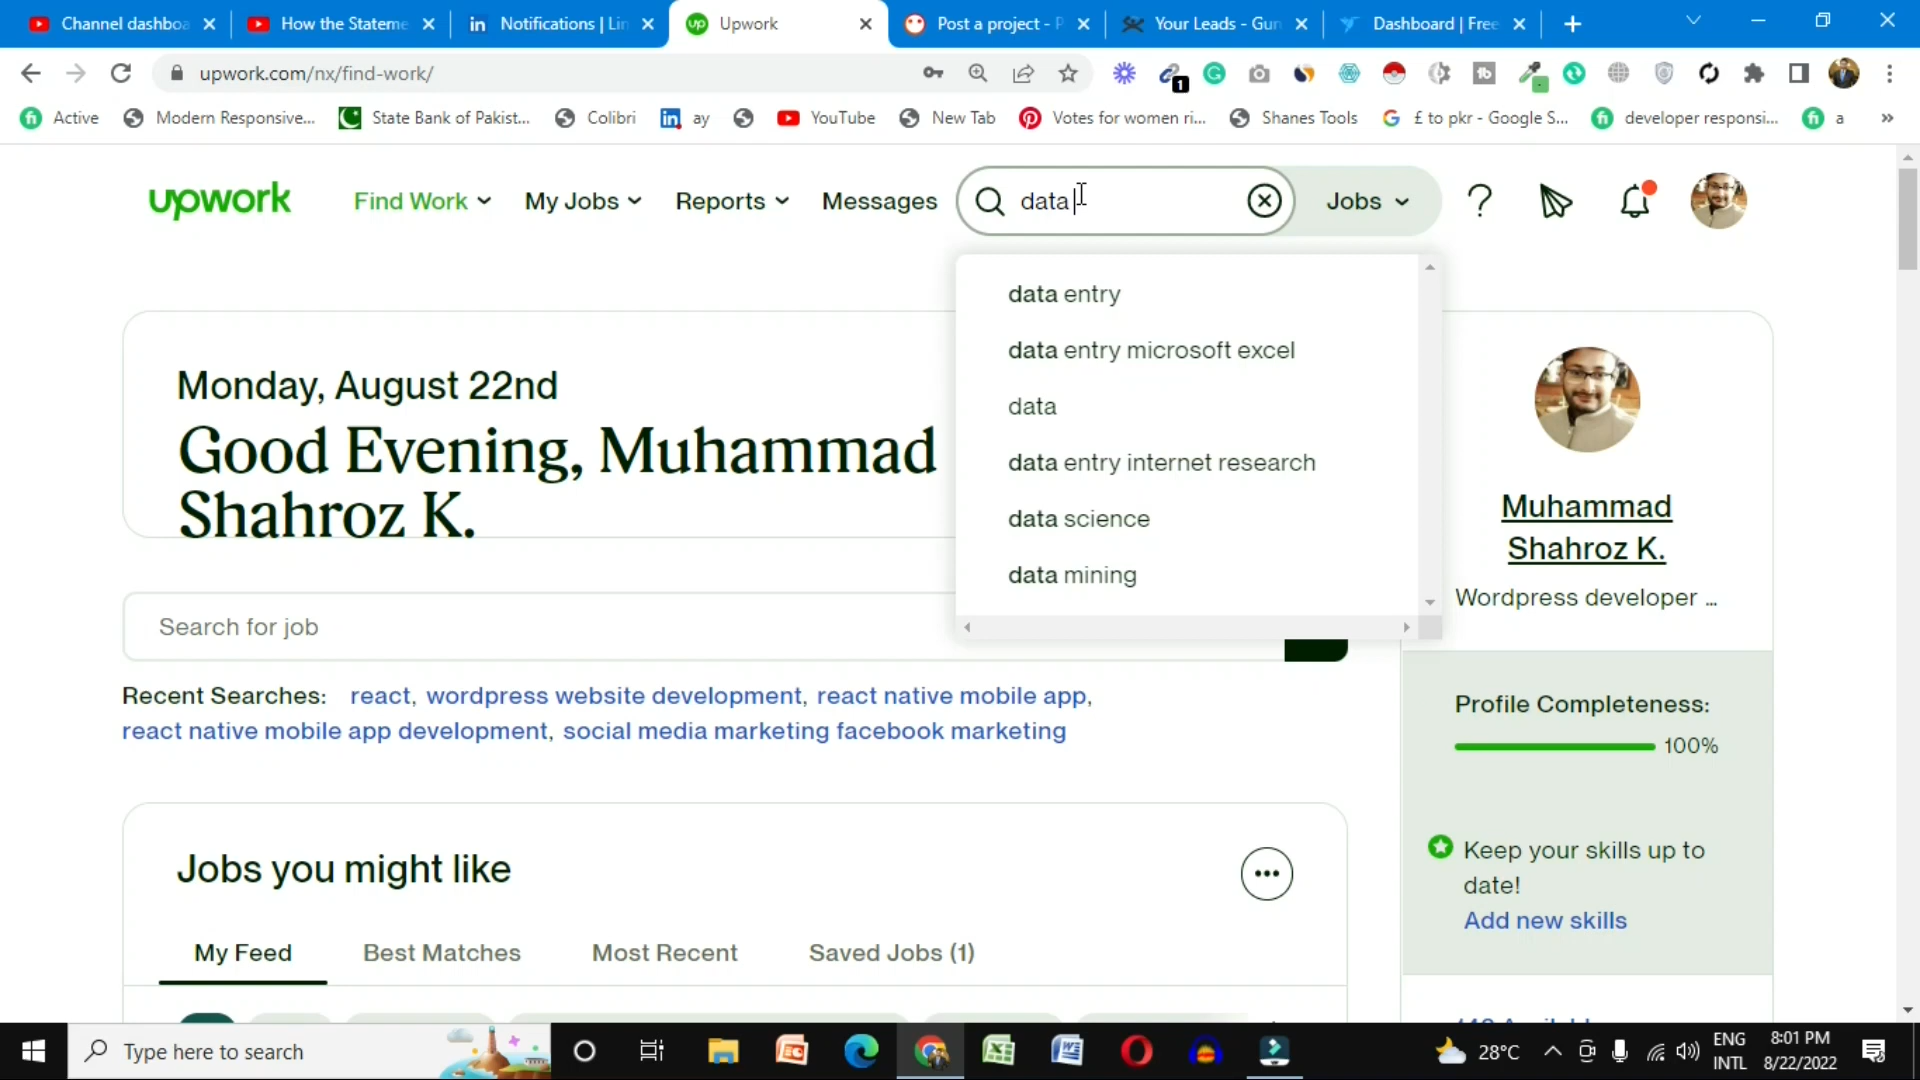 Channel dashboa
How the Stateme
Notifications | Lin
Upwork
Post a project - P
Your Leads - Gun
Dashboard | Free
upwork.com/nx/find-work/
Active
Modern Responsive...
State Bank of Pakist...
Colibri
ay
YouTube
New Tab
Votes for women ri...
Shanes Tools
£ to pkr - Google S...
developer responsi...
a
upwork
Find Work
My Jobs
Reports
Messages
data
Jobs
data entry
data entry microsoft excel
data
data entry internet research
data science
data mining
Monday, August 22nd
Good Evening, Muhammad
Shahroz K.
Search for job
Recent Searches: react, wordpress website development, react native mobile app,
react native mobile app development, social media marketing facebook marketing
Muhammad
Shahroz K.
Wordpress developer ...
Profile Completeness:
100%
Keep your skills up to
date!
Add new skills
Jobs you might like
My Feed
Best Matches
Most Recent
Saved Jobs (1)
Type here to search
28°C
ENG
INTL
8:01 PM
8/22/2022